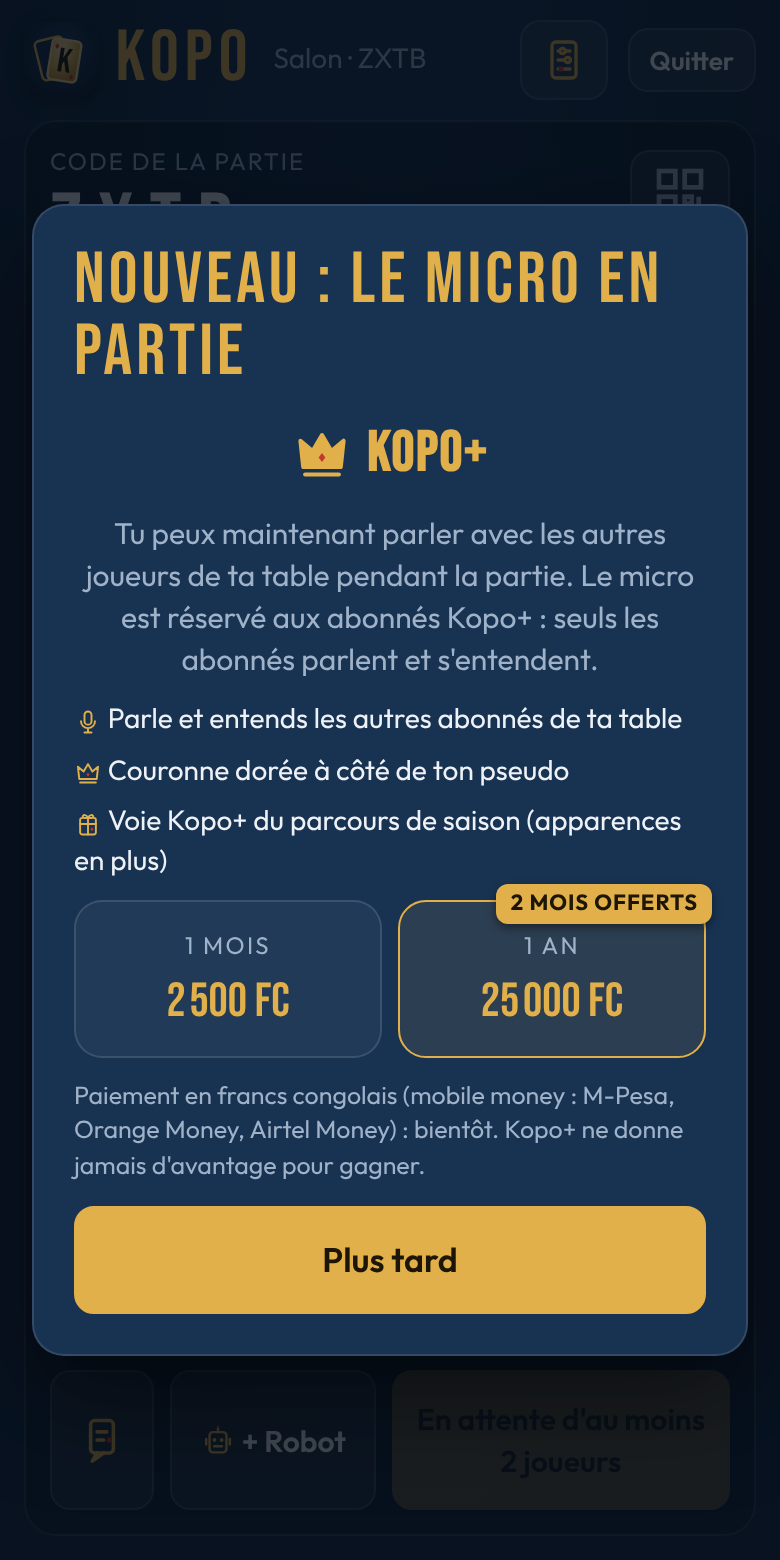 K KOPO Salon · ZXTB Quitter
CODE DE LA PARTIE
NOUVEAU : LE MICRO EN
PARTIE
KOPO+
Tu peux maintenant parler avec les autres
joueurs de ta table pendant la partie. Le micro
est réservé aux abonnés Kopo+ : seuls les
abonnés parlent et s'entendent.
Parle et entends les autres abonnés de ta table
Couronne dorée à côté de ton pseudo
Voie Kopo+ du parcours de saison (apparences
en plus)
2 MOIS OFFERTS
1 MOIS
2 500 FC
1 AN
25 000 FC
Paiement en francs congolais (mobile money : M-Pesa,
Orange Money, Airtel Money) : bientôt. Kopo+ ne donne
jamais d'avantage pour gagner.
Plus tard
+ Robot
En attente d'au moins
2 joueurs